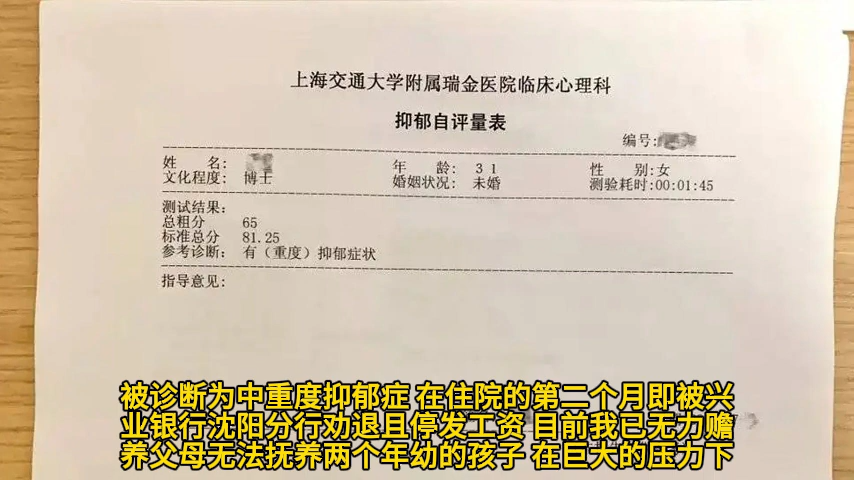 上海交通大学附属瑞金医院临床心理科
抑郁自评量表
编号:
姓 名: 年 龄: 31 性 别:女
文化程度: 博士 婚姻状况: 未婚 测验耗时:00:01:45
测试结果:
总粗分 65
标准总分 81.25
参考诊断: 有（重度）抑郁症状
指导意见:
被诊断为中重度抑郁症 在住院的第二个月即被兴
业银行沈阳分行劝退且停发工资 目前我已无力赡
养父母无法抚养两个年幼的孩子 在巨大的压力下